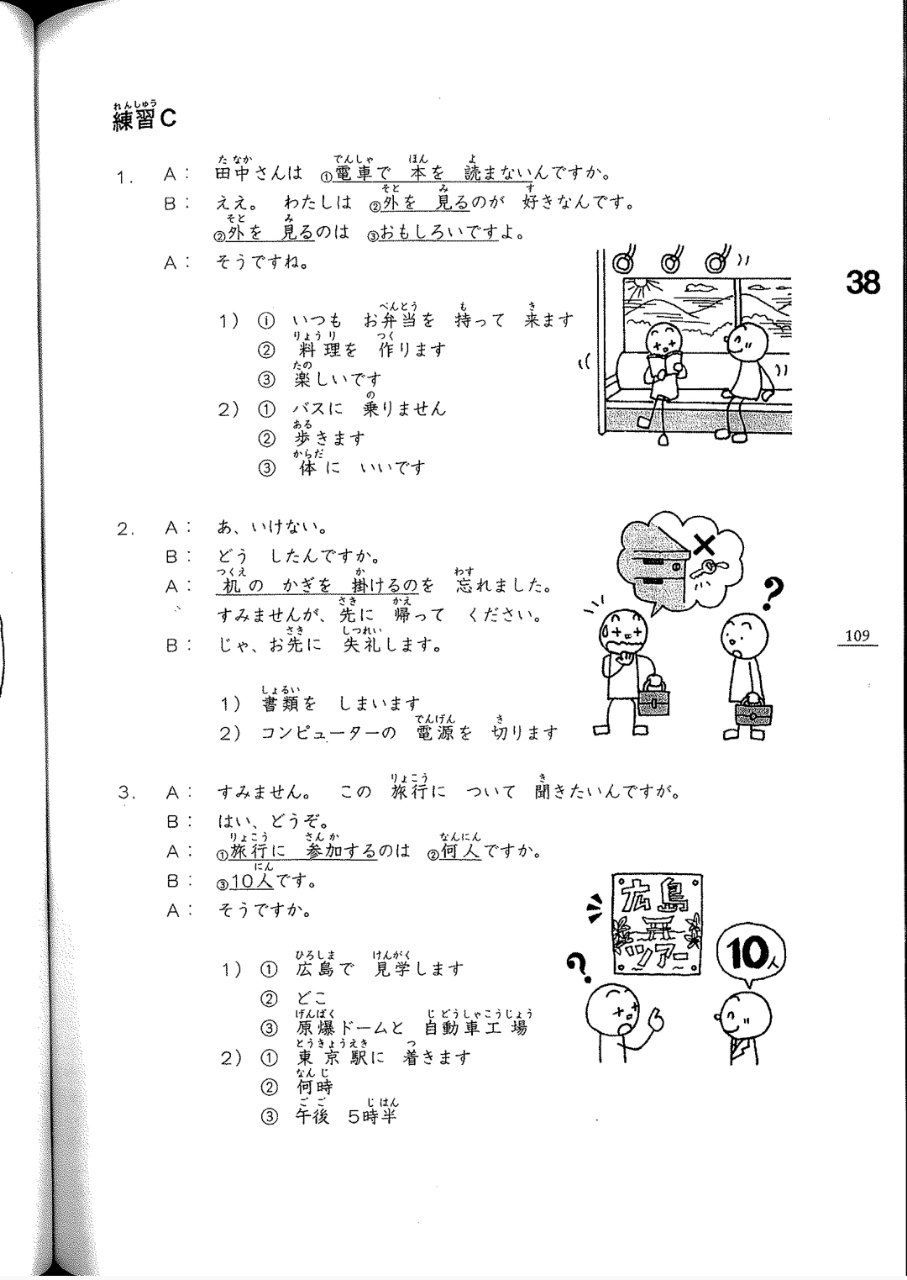 練習C
38
1. A： 田中さんは ①電車で 本を 読まないんですか。
B： ええ。 わたしは ②外を 見るのが 好きなんです。
②外を 見るのは ③おもしろいですよ。
A： そうですね。
1) ① いつも お弁当を 持って 来ます
② 料理を 作ります
③ 楽しいです
2) ① バスに 乗りません
② 歩きます
③ 体に いいです
2. A： あ、いけない。
B： どう したんですか。
A： 机の かぎを 掛けるのを 忘れました。
すみませんが、先に 帰って ください。
B： じゃ、お先に 失礼します。
?
109
1) 書類を しまいます
2) コンピューターの 電源を 切ります
3. A： すみません。 この 旅行に ついて 聞きたいんですが。
B： はい、どうぞ。
A： ①旅行に 参加するのは ②何人ですか。
B： ③10人です。
A： そうですか。
広島
ツアー
10人
?
1) ① 広島で 見学します
② どこ
③ 原爆ドームと 自動車工場
2) ① 東京駅に 着きます
② 何時
③ 午後 5時半